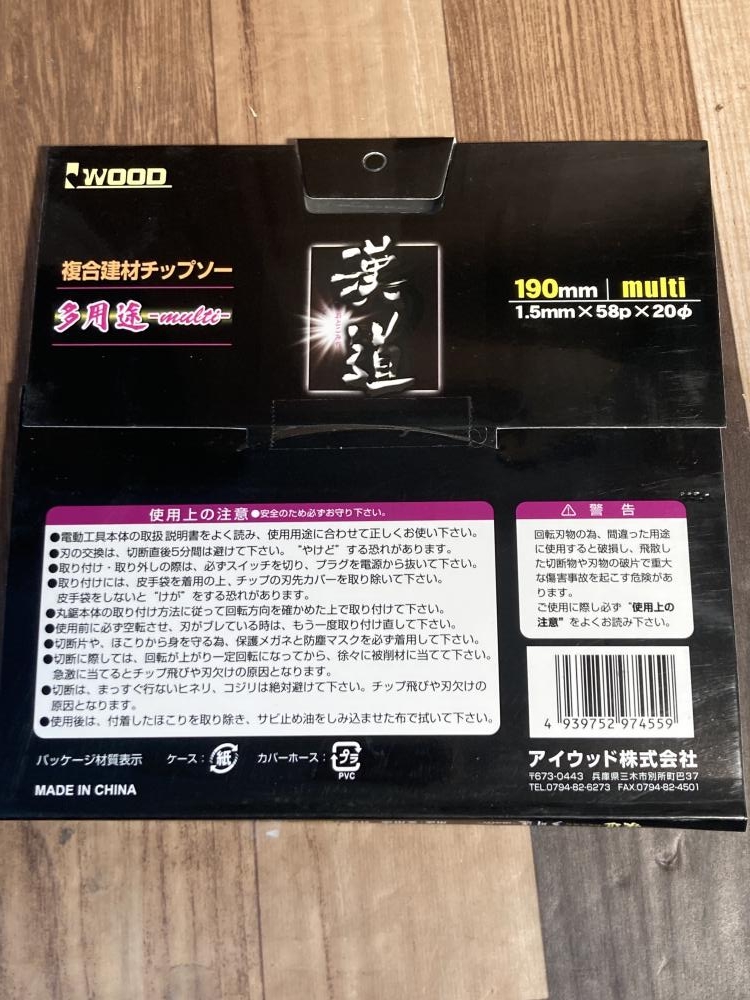 iWOOD
複合建材チップソー
多用途-multi-
漢道
190mm | multi
1.5mm×58p×20φ
使用上の注意 ●安全のため必ずお守り下さい。
●電動工具本体の取扱説明書をよく読み、使用用途に合わせて正しくお使い下さい。
●刃の交換は、切断直後5分間は避けて下さい。“やけど”する恐れがあります。
●取り付け・取り外しの際は、必ずスイッチを切り、プラグを電源から抜いて下さい。
●取り付けには、皮手袋を着用の上、チップの刃先カバーを取り除いて下さい。
皮手袋をしないと“けが”をする恐れがあります。
●丸鋸本体の取り付け方法に従って回転方向を確かめた上で取り付けて下さい。
●使用前に必ず空転させ、刃がブレている時は、もう一度取り付け直して下さい。
●切断片や、ほこりから身を守る為、保護メガネと防塵マスクを必ず着用して下さい。
●切断に際しては、回転が上がり一定回転になってから、徐々に被削材に当てて下さい。
急激に当てるとチップ飛びや刃欠けの原因となります。
●切断は、まっすぐ行ないヒネリ、コジリは絶対避けて下さい。チップ飛びや刃欠けの
原因となります。
●使用後は、付着したほこりを取り除き、サビ止め油をしみ込ませた布で拭いて下さい。
⚠ 警告
回転刃物の為、間違った用途
に使用すると破損し、飛散し
た切断物や刃物の破片で重大
な傷害事故を起こす危険があ
ります。
ご使用に際し必ず“使用上の
注意”をよくお読み下さい。
4 939752 974559
アイウッド株式会社
〒673-0443 兵庫県三木市別所町巴37
TEL.0794-82-6273 FAX.0794-82-4501
パッケージ材質表示 ケース: 紙 カバーホース: プラ
PVC
MADE IN CHINA